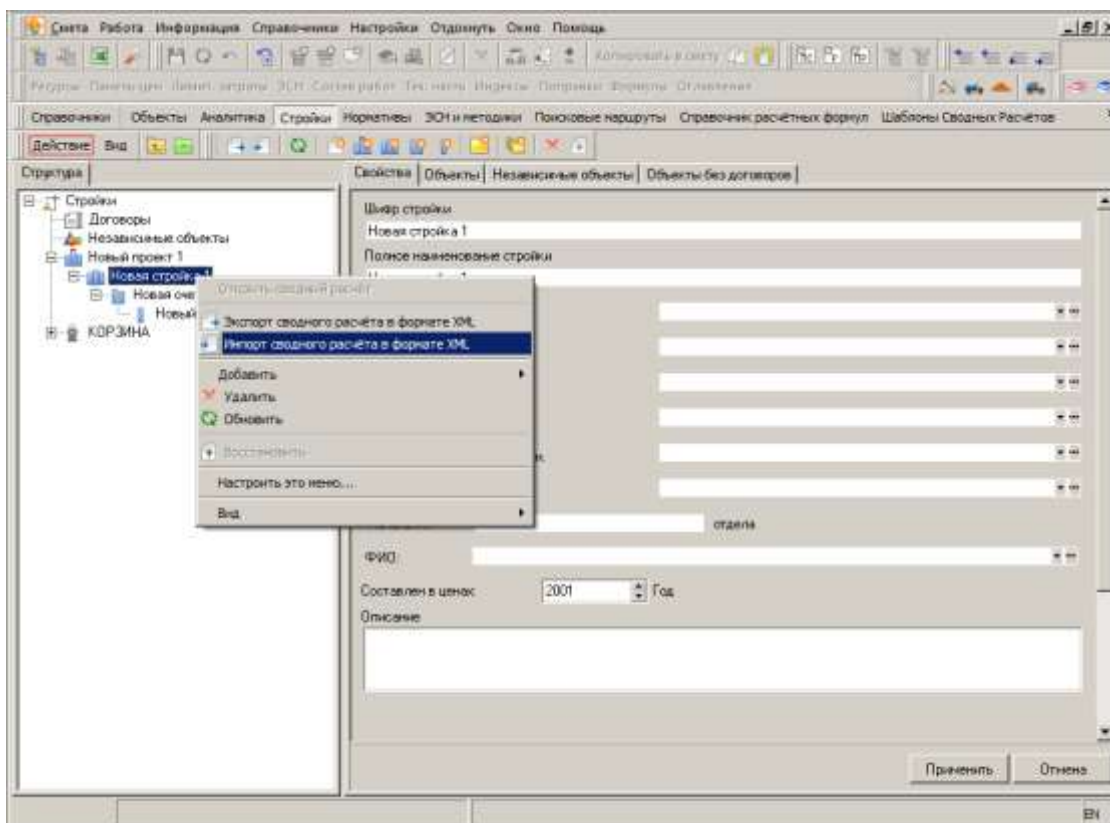 Смета Работа Информация Справочники Настройки Отдохнуть Окно Помощь
Копировать в смету
Ресурсы
Справочники Объекты Аналитика Стройки Нормативы ЭСН и методики Поисковые маршруты Справочник расчётных формул Шаблоны Сводных Расчётов
Действие Вид
Структура
Свойства Объекты Независимые объекты Объекты без договоров
Стройки
Договоры
Независимые объекты
Новый проект 1
Новая стройка 1
Новая оче
Новый
КОРЗИНА
Шифр стройки
Новая стройка 1
Полное наименование стройки
Открыть сводный расчёт
Экспорт сводного расчёта в формате XML
Импорт сводного расчёта в формате XML
Добавить
Удалить
Обновить
Восстановить
Настроить это меню...
Вид
отдела
ФИО
Составлен в ценах 2001 Год
Описание
Применить Отмена
EN